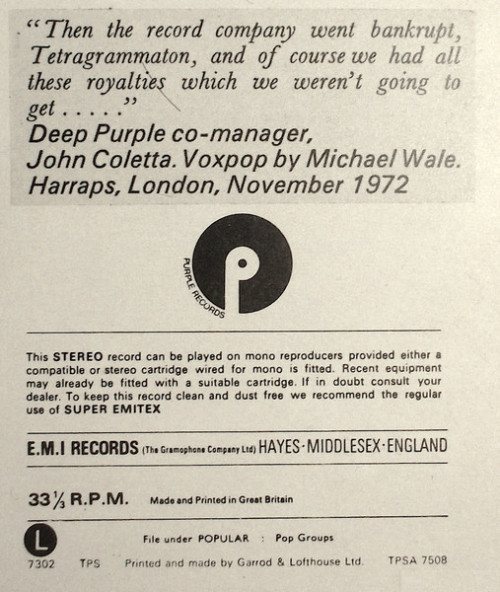 “Then the record company went bankrupt,
Tetragrammaton, and of course we had all
these royalties which we weren't going to
get . . . . .”
Deep Purple co-manager,
John Coletta. Voxpop by Michael Wale.
Harraps, London, November 1972
P
PURPLE RECORDS
This STEREO record can be played on mono reproducers provided either a
compatible or stereo cartridge wired for mono is fitted. Recent equipment
may already be fitted with a suitable cartridge. If in doubt consult your
dealer. To keep this record clean and dust free we recommend the regular
use of SUPER EMITEX
E.M.I RECORDS (The Gramophone Company Ltd) HAYES·MIDDLESEX·ENGLAND
33⅓ R.P.M. Made and Printed in Great Britain
L File under POPULAR : Pop Groups
7302 TPS Printed and made by Garrod & Lofthouse Ltd. TPSA 7508